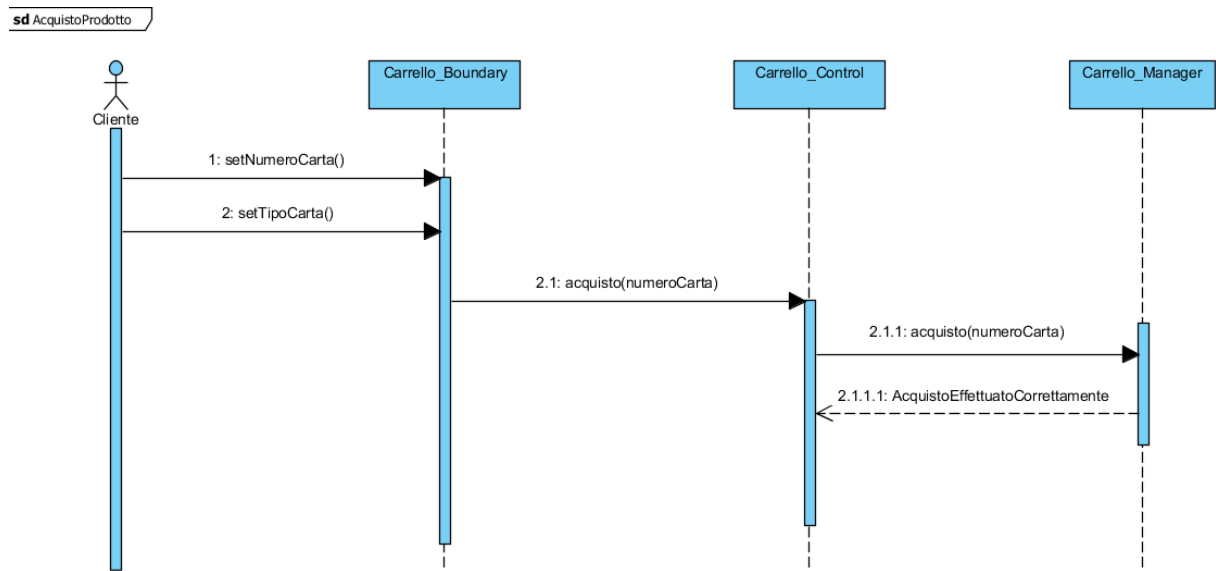 sd AcquistoProdotto
Carrello_Boundary
Carrello_Control
Carrello_Manager
Cliente
1: setNumeroCarta()
2: setTipoCarta()
2.1: acquisto(numeroCarta)
2.1.1: acquisto(numeroCarta)
2.1.1.1: AcquistoEffettuatoCorrettamente